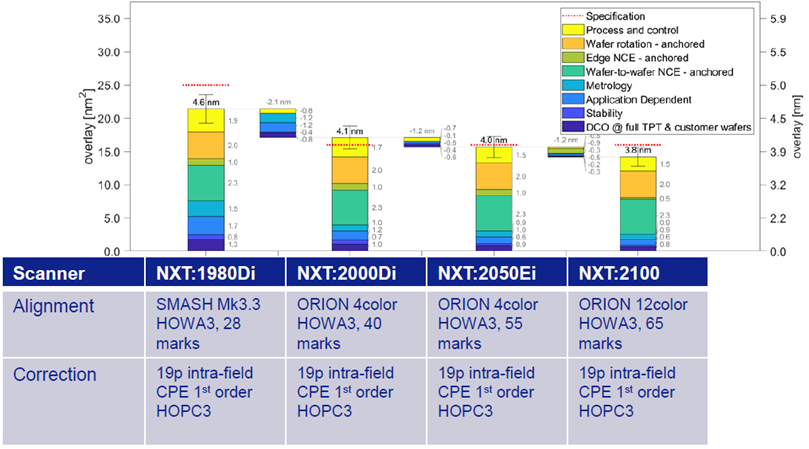 35.0
30.0
25.0
20.0
15.0
10.0
5.0
0.0
overlay [nm²]
5.9
5.5
5.0
4.5
3.9
3.2
2.2
0.0
overlay [nm]
Specification
Process and control
Wafer rotation - anchored
Edge NCE - anchored
Wafer-to-wafer NCE - anchored
Metrology
Application Dependent
Stability
DCO @ full TPT & customer wafers
4.6 nm
1.9
2.0
1.0
2.3
1.5
1.7
0.8
1.3
-2.1 nm
-0.8
-1.2
-1.2
-0.4
-0.8
4.1 nm
1.7
2.0
1.0
2.3
1.0
1.2
0.7
1.0
-1.2 nm
-0.7
-0.1
-0.6
-0.4
-0.6
4.0 nm
1.5
2.0
0.9
2.3
0.9
1.0
0.6
0.9
-1.2 nm
-0.2
-0.3
3.8 nm
1.5
2.0
0.5
2.3
0.9
0.9
Scanner NXT:1980Di NXT:2000Di NXT:2050Ei NXT:2100
Alignment SMASH Mk3.3 ORION 4color ORION 4color ORION 12color
HOWA3, 28 HOWA3, 40 HOWA3, 55 HOWA3, 65
marks marks marks marks
Correction 19p intra-field 19p intra-field 19p intra-field 19p intra-field
CPE 1st order CPE 1st order CPE 1st order CPE 1st order
HOPC3 HOPC3 HOPC3 HOPC3